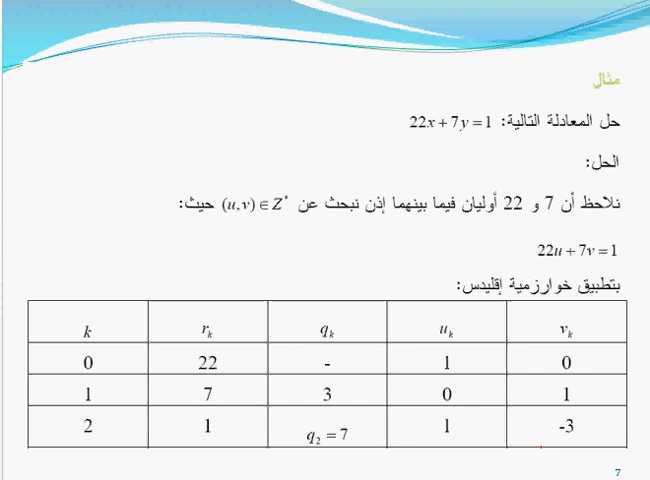 مثال
حل المعادلة التالية: 22x + 7y = 1
الحل:
نلاحظ أن 7 و 22 أوليان فيما بينهما إذن نبحث عن (u,v) ∈ Z* حيث:
22u + 7v = 1
بتطبيق خوارزمية إقليدس:
k r_k q_k u_k v_k
0 22 - 1 0
1 7 3 0 1
2 1 q_2 = 7 1 -3
7